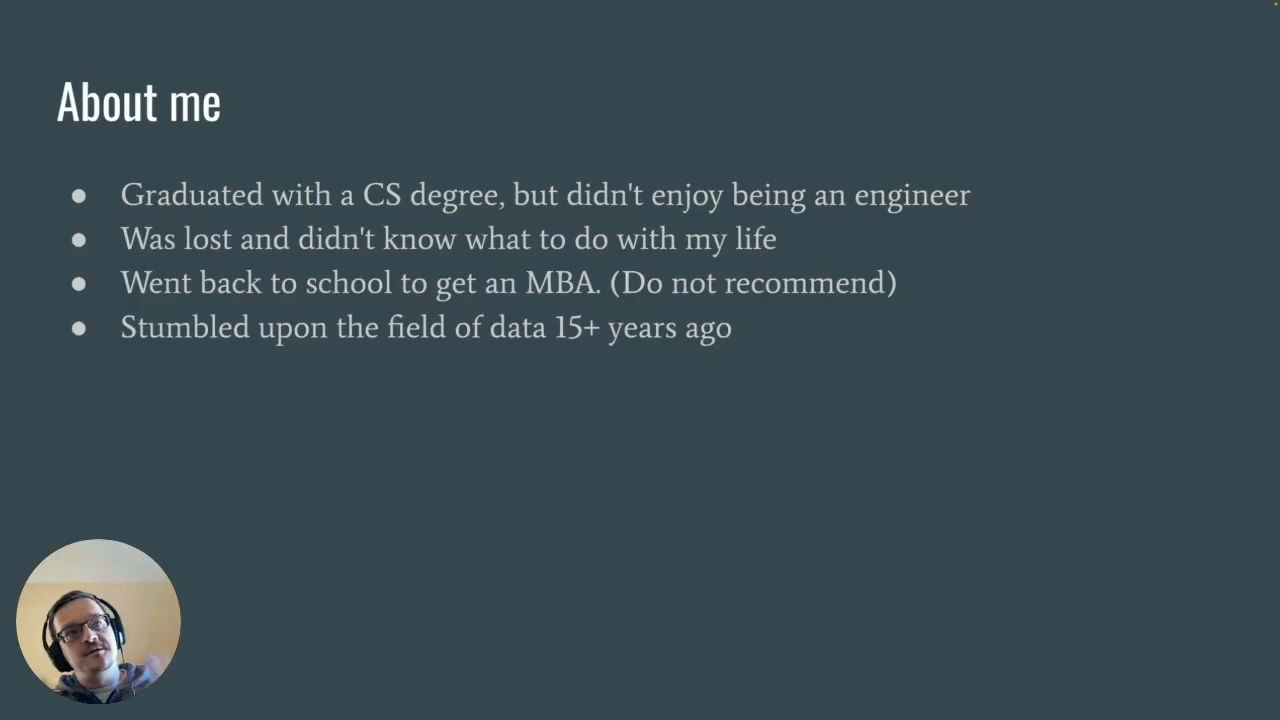 About me
● Graduated with a CS degree, but didn't enjoy being an engineer
● Was lost and didn't know what to do with my life
● Went back to school to get an MBA. (Do not recommend)
● Stumbled upon the field of data 15+ years ago